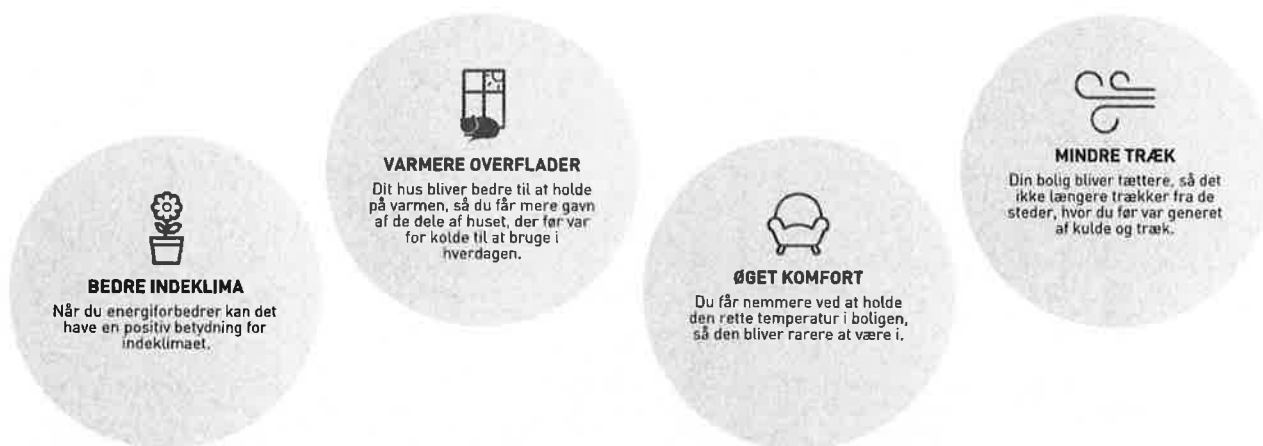 BEDRE INDEKLIMA
Når du energiforbedrer kan det
have en positiv betydning for
indeklimaet.
VARMERE OVERFLADER
Dit hus bliver bedre til at holde
på varmen, så du får mere gavn
af de dele af huset, der før var
for kolde til at bruge i
hverdagen.
ØGET KOMFORT
Du får nemmere ved at holde
den rette temperatur i boligen,
så den bliver rarere at være i.
MINDRE TRÆK
Din bolig bliver tættere, så det
ikke længere trækker fra de
steder, hvor du før var generet
af kulde og træk.